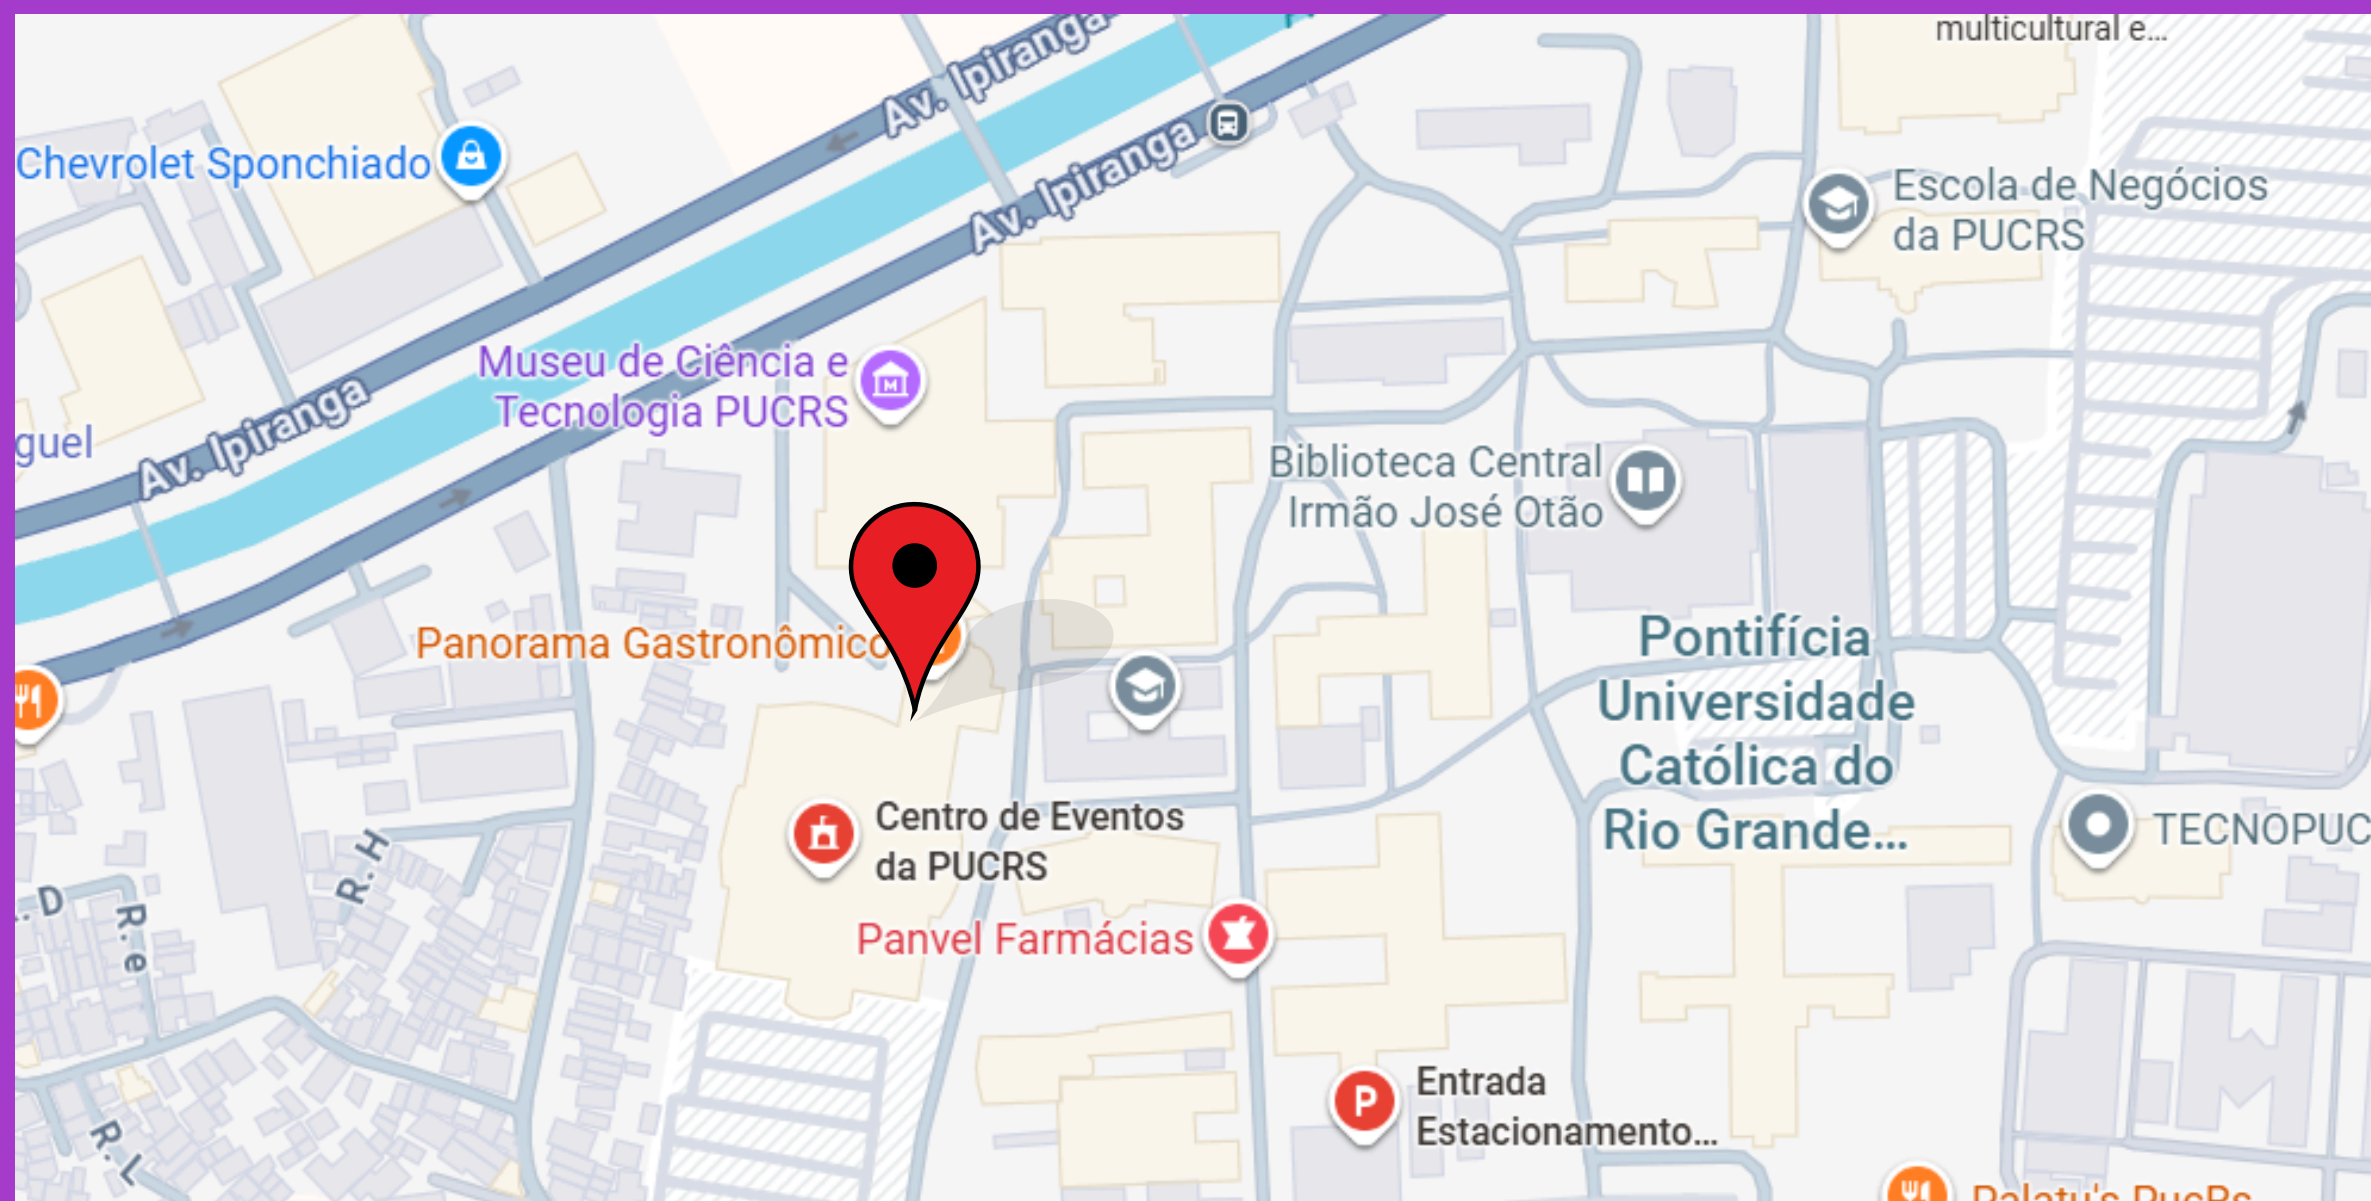 multicultural e...
Av. Ipiranga
Chevrolet Sponchiado
Av. Ipiranga
Escola de Negócios
da PUCRS
Museu de Ciência e
Tecnologia PUCRS
Av. Ipiranga
guel
Biblioteca Central
Irmão José Otão
Panorama Gastronômico
Pontifícia
Universidade
Católica do
Rio Grande...
Centro de Eventos
da PUCRS
TECNOPUC
R. H
. D
R. e
Panvel Farmácias
P
Entrada
Estacionamento...
R. L
Palatu's PucRs